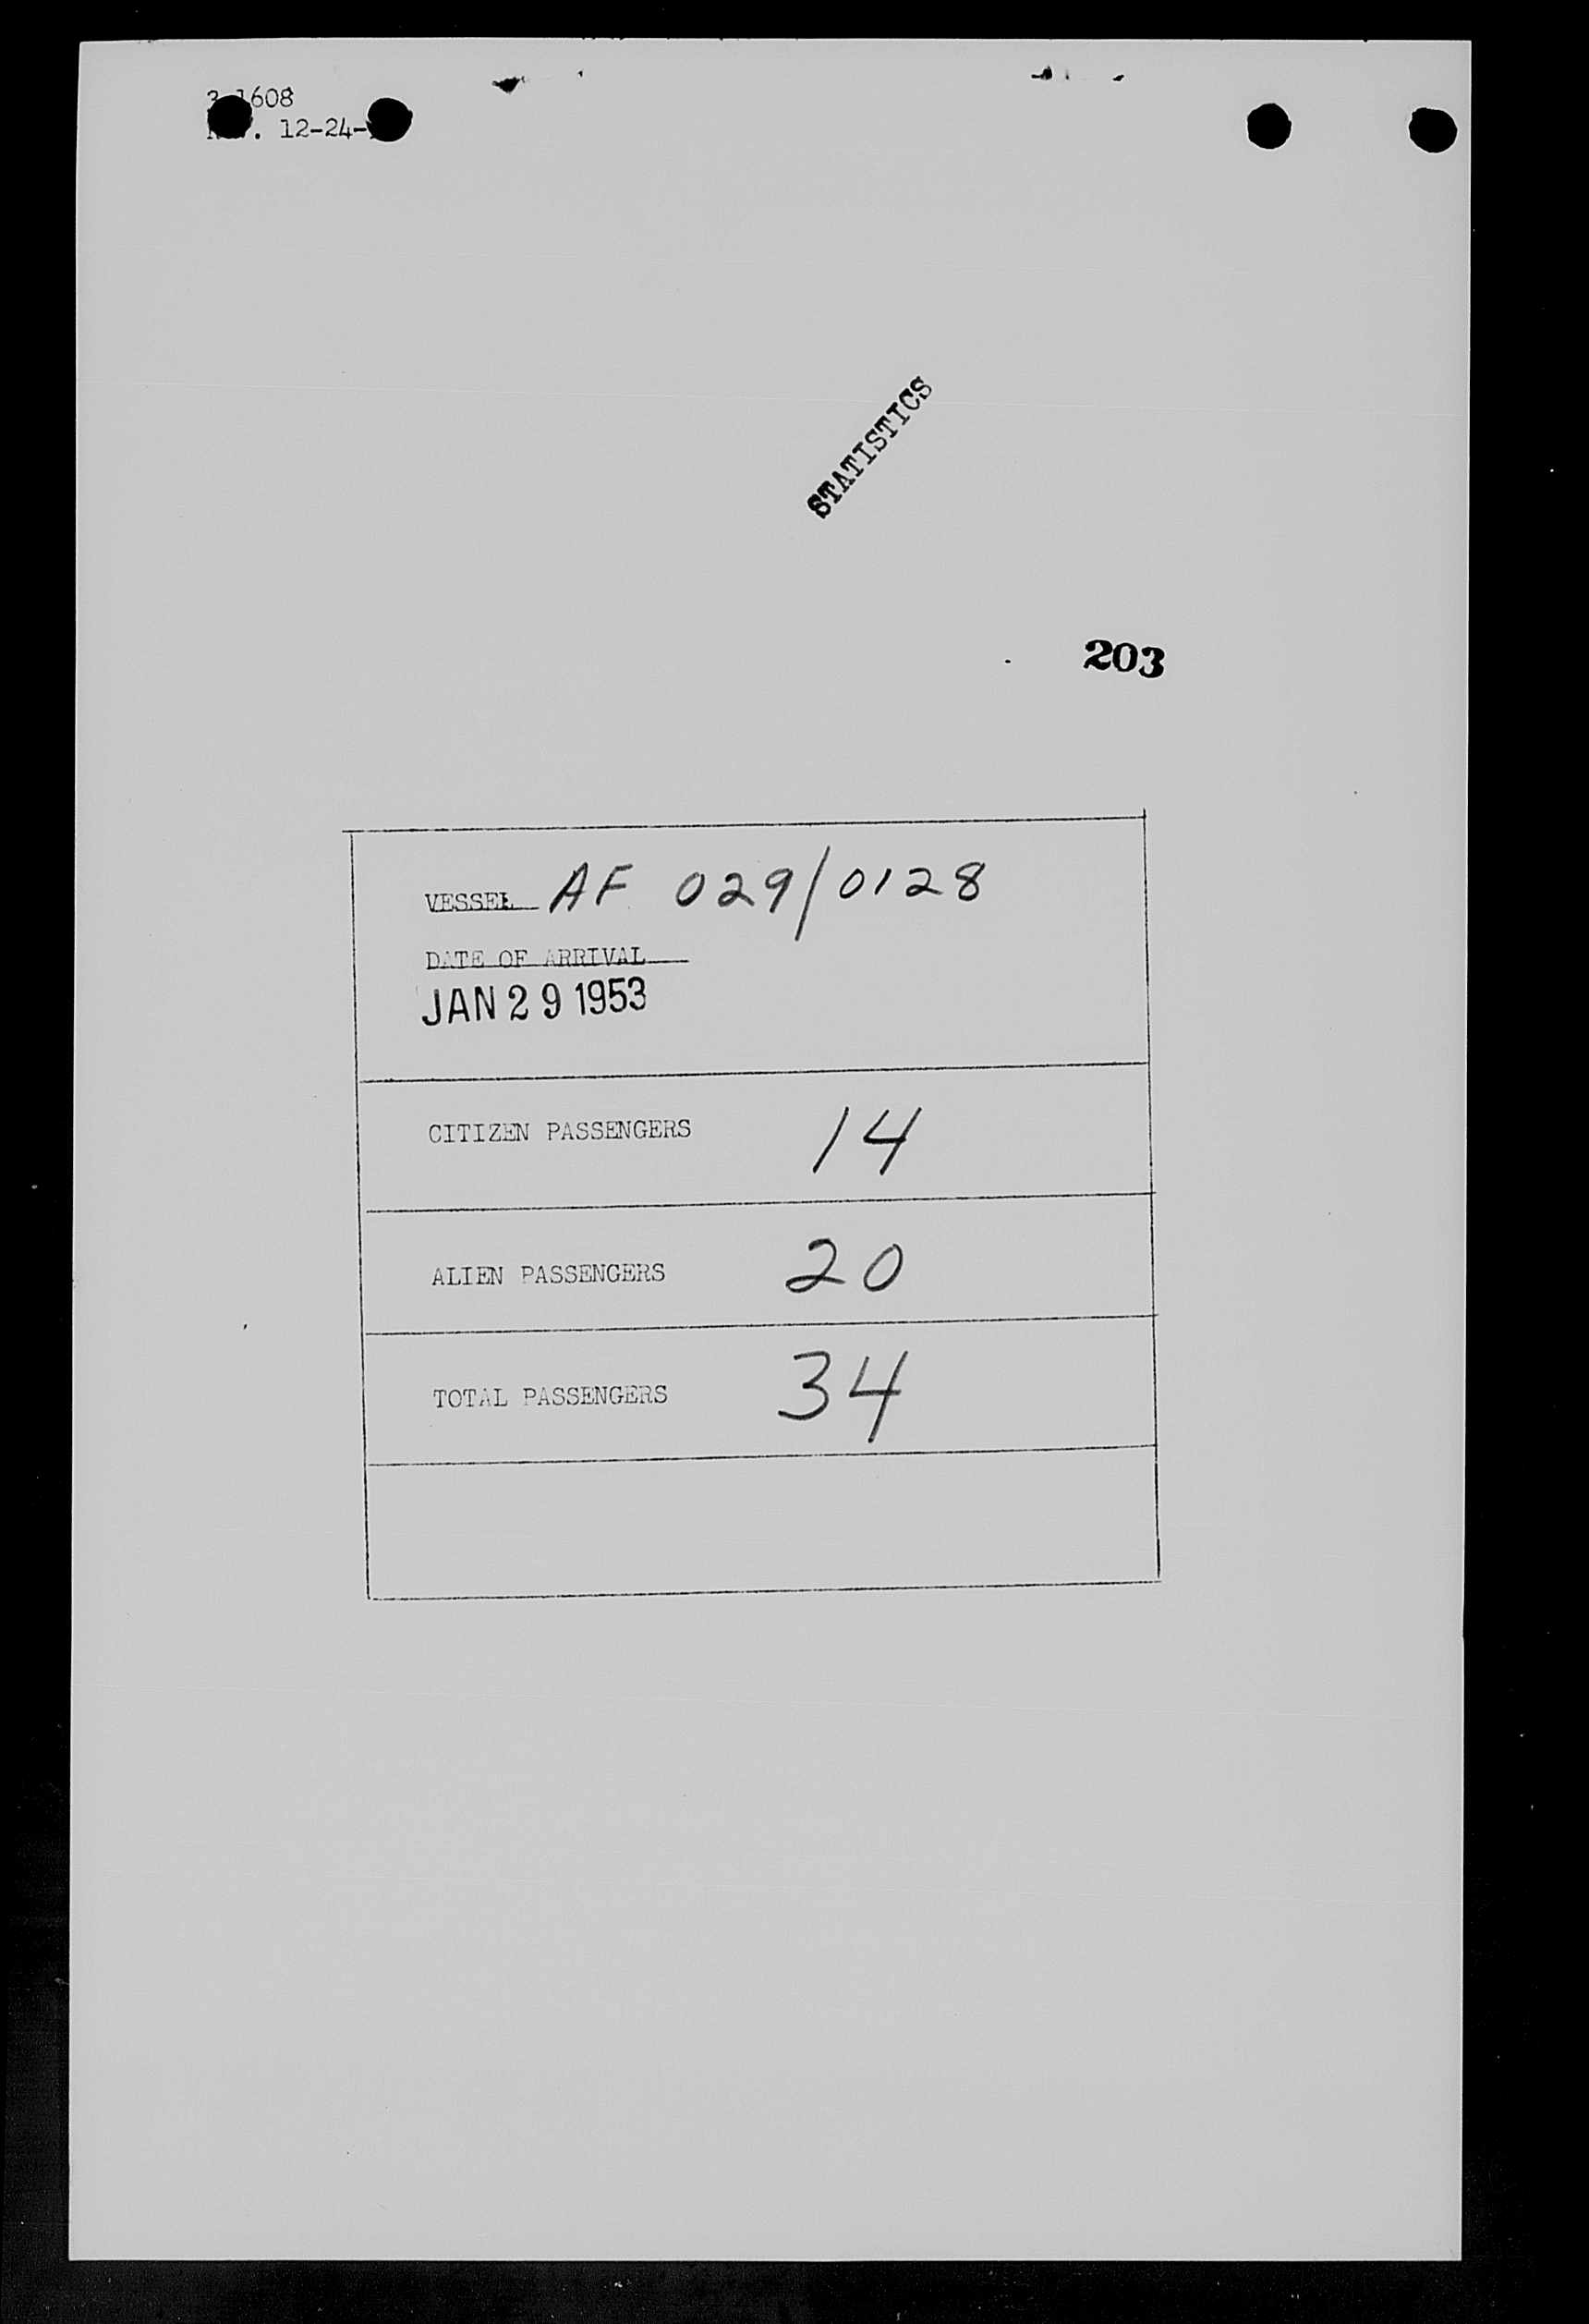 1608
12-24-
STATISTICS
203
VESSEL AF 029/0128
DATE OF ARRIVAL
JAN 29 1953
CITIZEN PASSENGERS 14
ALIEN PASSENGERS 20
TOTAL PASSENGERS 34